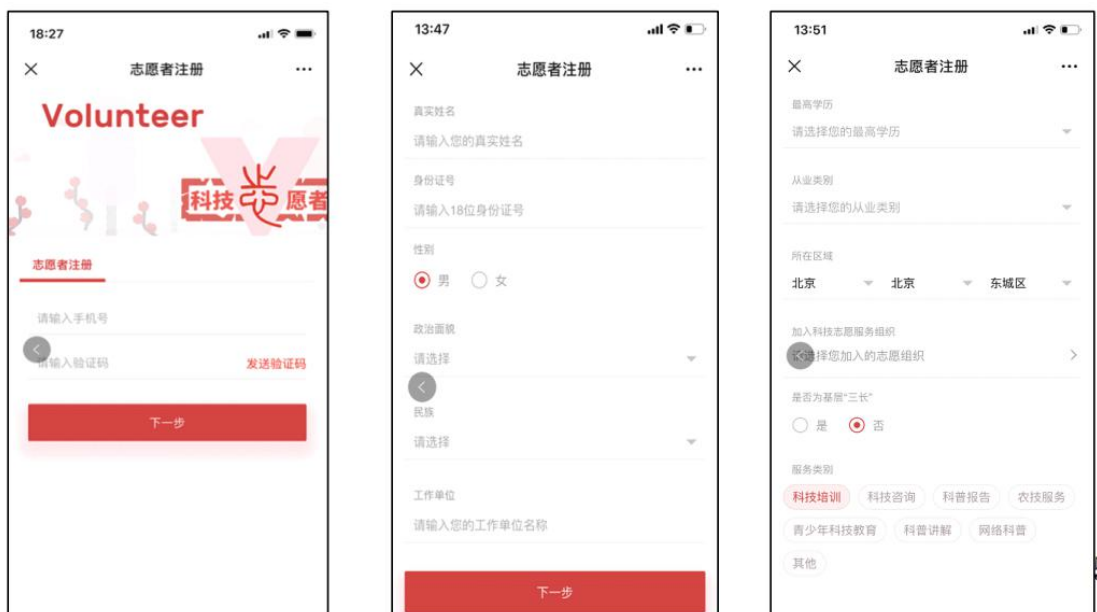 18:27
志愿者注册
Volunteer
科技志愿者
志愿者注册
请输入手机号
请输入验证码
发送验证码
下一步
13:47
志愿者注册
真实姓名
请输入您的真实姓名
身份证号
请输入18位身份证号
性别
男 女
政治面貌
请选择
民族
请选择
工作单位
请输入您的工作单位名称
下一步
13:51
志愿者注册
最高学历
请选择您的最高学历
从业类别
请选择您的从业类别
所在区域
北京 北京 东城区
加入科技志愿服务组织
选择您加入的志愿组织
是否为基层“三长”
是 否
服务类别
科技培训 科技咨询 科普报告 农技服务
青少年科技教育 科普讲解 网络科普
其他